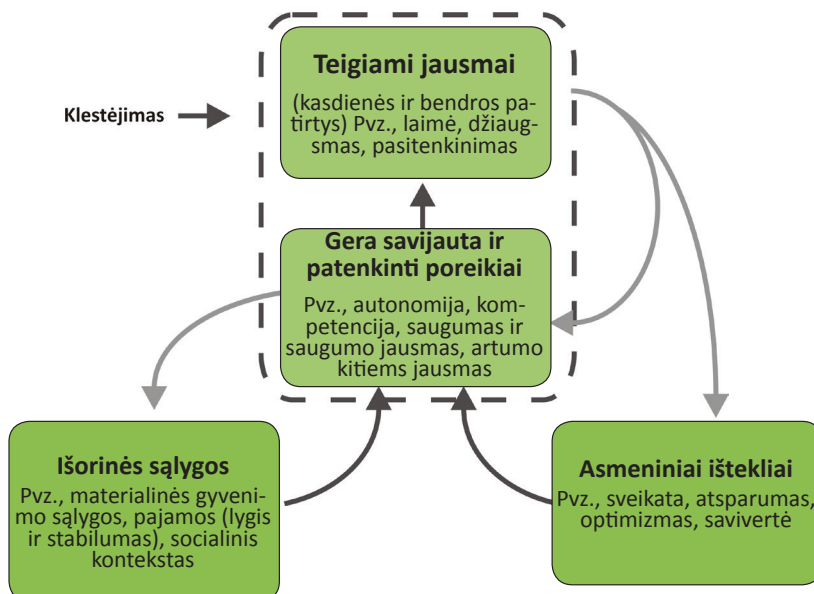 Teigiami jausmai
(kasdienės ir bendros pa-
tirtys) Pvz., laimė, džiaug-
smas, pasitenkinimas
Klestėjimas
Gera savijauta ir
patenkinti poreikiai
Pvz., autonomija, kom-
petencija, saugumas ir
saugumo jausmas, artumo
kitiems jausmas
Išorinės sąlygos
Pvz., materialinės gyveni-
mo sąlygos, pajamos (lygis
ir stabilumas), socialinis
kontekstas
Asmeniniai ištekliai
Pvz., sveikata, atsparumas,
optimizmas, savivertė